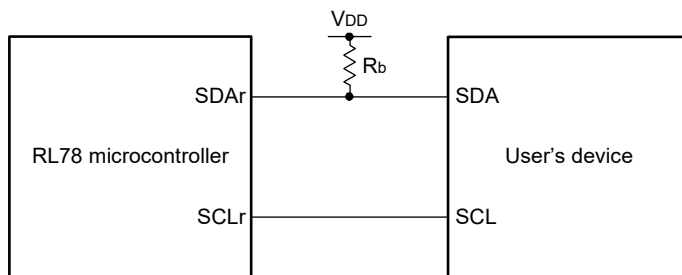 VDD
Rb
SDAr
SDA
RL78 microcontroller
User’s device
SCLr
SCL